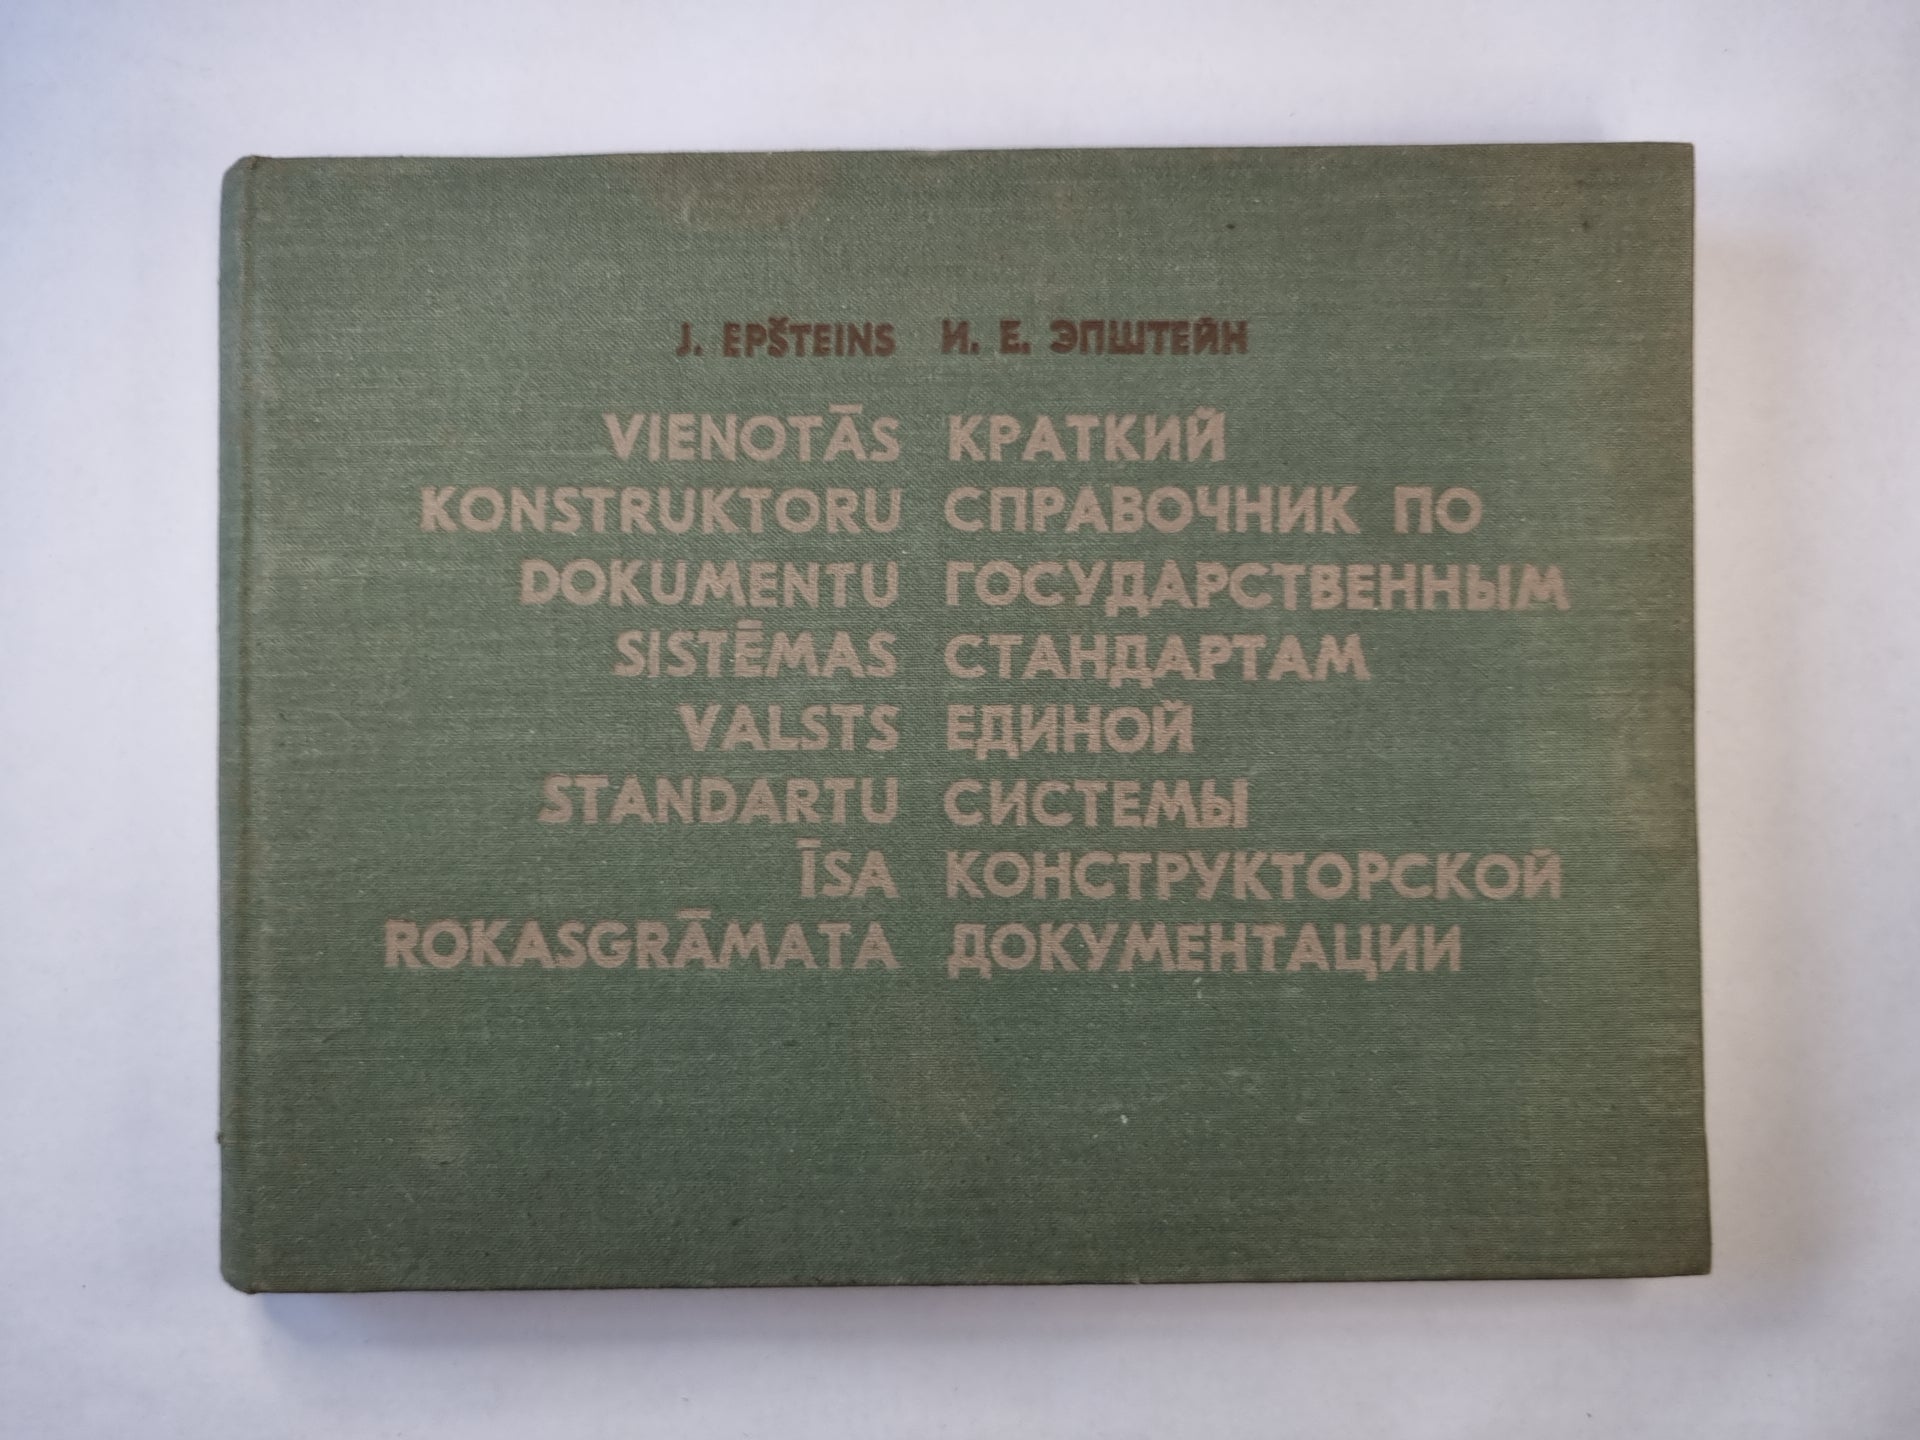 J. EPŠTEINS
VIENOTĀS
KONSTRUKTORU
DOKUMENTU
SISTĒMAS
VALSTS
STANDARTU
ĪSA
ROKASGRĀMATA
И. Е. ЭПШТЕЙН
КРАТКИЙ
СПРАВОЧНИК ПО
ГОСУДАРСТВЕННЫМ
СТАНДАРТАМ
ЕДИНОЙ
СИСТЕМЫ
КОНСТРУКТОРСКОЙ
ДОКУМЕНТАЦИИ